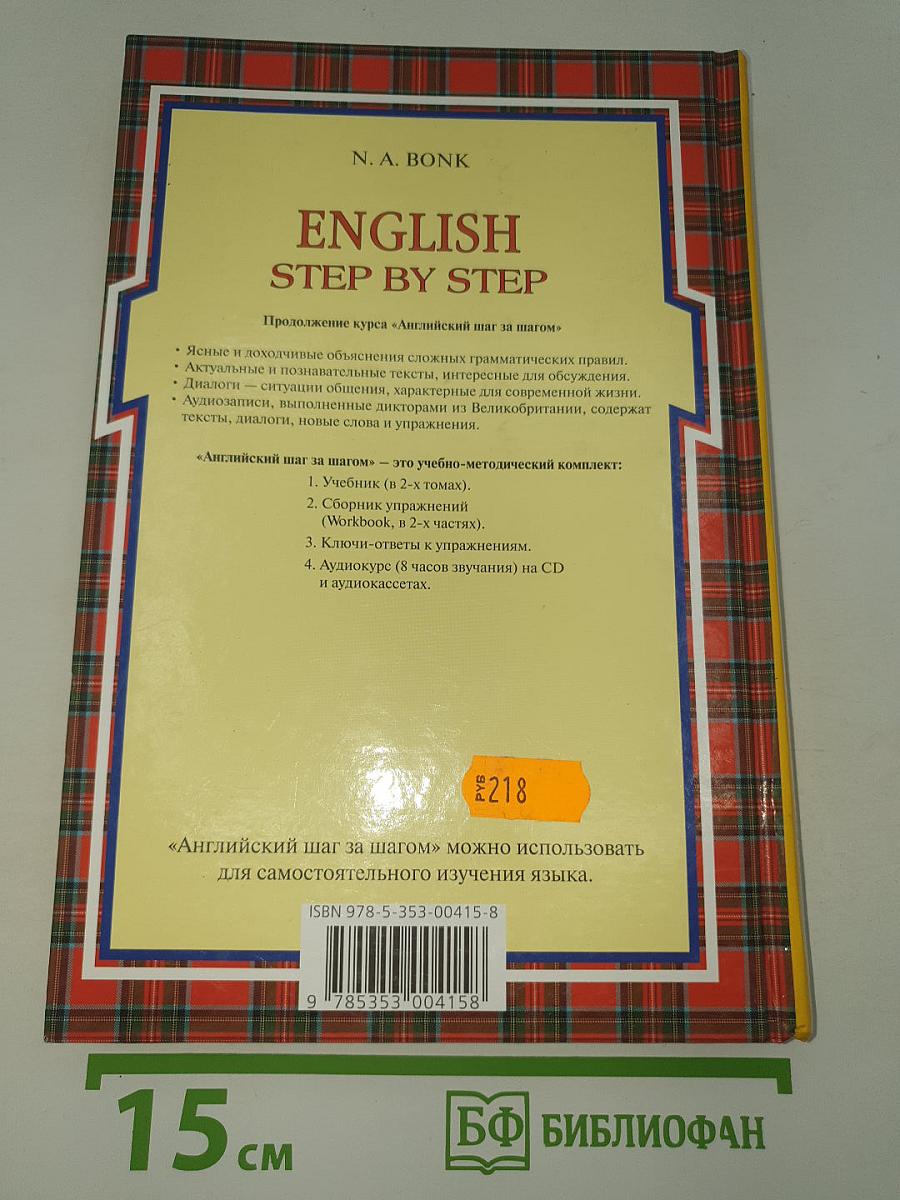 N. A. BONK
ENGLISH
STEP BY STEP
Продолжение курса «Английский шаг за шагом»
• Ясные и доходчивые объяснения сложных грамматических правил.
• Актуальные и познавательные тексты, интересные для обсуждения.
• Диалоги — ситуации общения, характерные для современной жизни.
• Аудиозаписи, выполненные дикторами из Великобритании, содержат
тексты, диалоги, новые слова и упражнения.
«Английский шаг за шагом» — это учебно-методический комплект:
1. Учебник (в 2-х томах).
2. Сборник упражнений
(Workbook, в 2-х частях).
3. Ключи-ответы к упражнениям.
4. Аудиокурс (8 часов звучания) на CD
и аудиокассетах.
РУБ 218
«Английский шаг за шагом» можно использовать
для самостоятельного изучения языка.
ISBN 978-5-353-00415-8
9 785353 004158
15 см
БФ БИБЛИОФАН